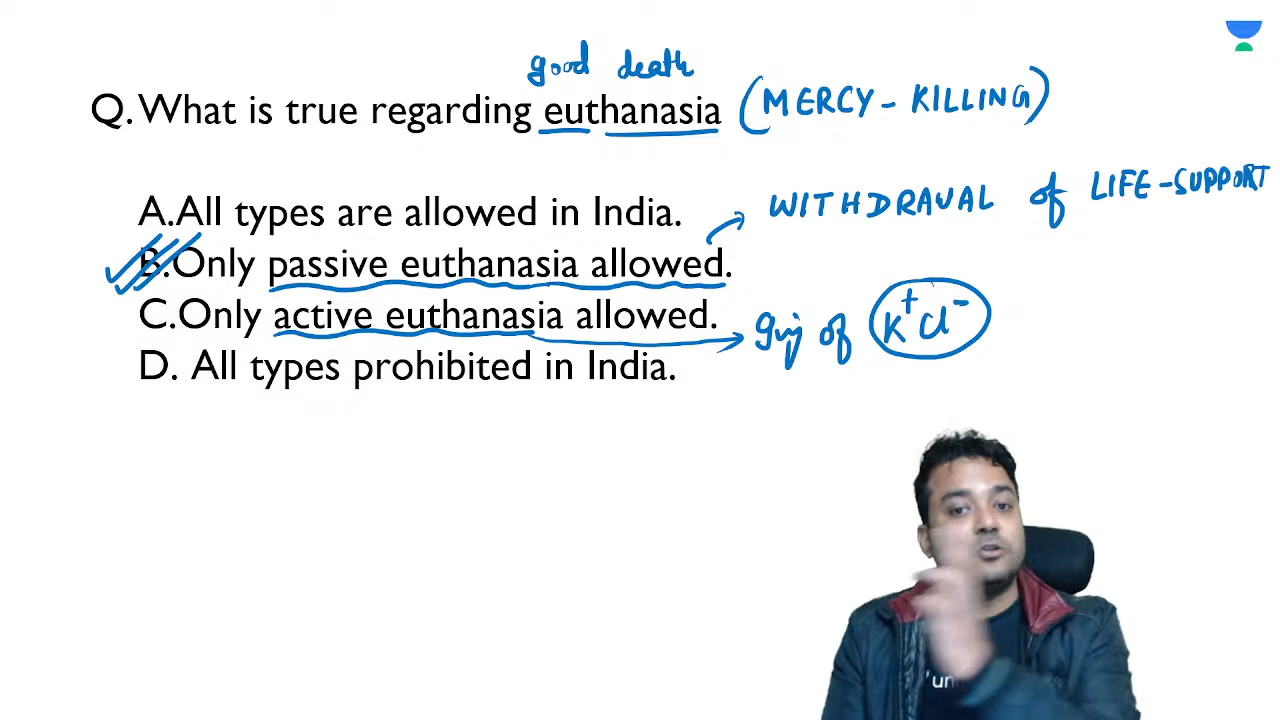 good death
Q. What is true regarding euthanasia (MERCY-KILLING)
A.All types are allowed in India. WITHDRAVAL of LIFE-SUPPORT
B.Only passive euthanasia allowed.
C.Only active euthanasia allowed. of K+Cl-
D. All types prohibited in India.